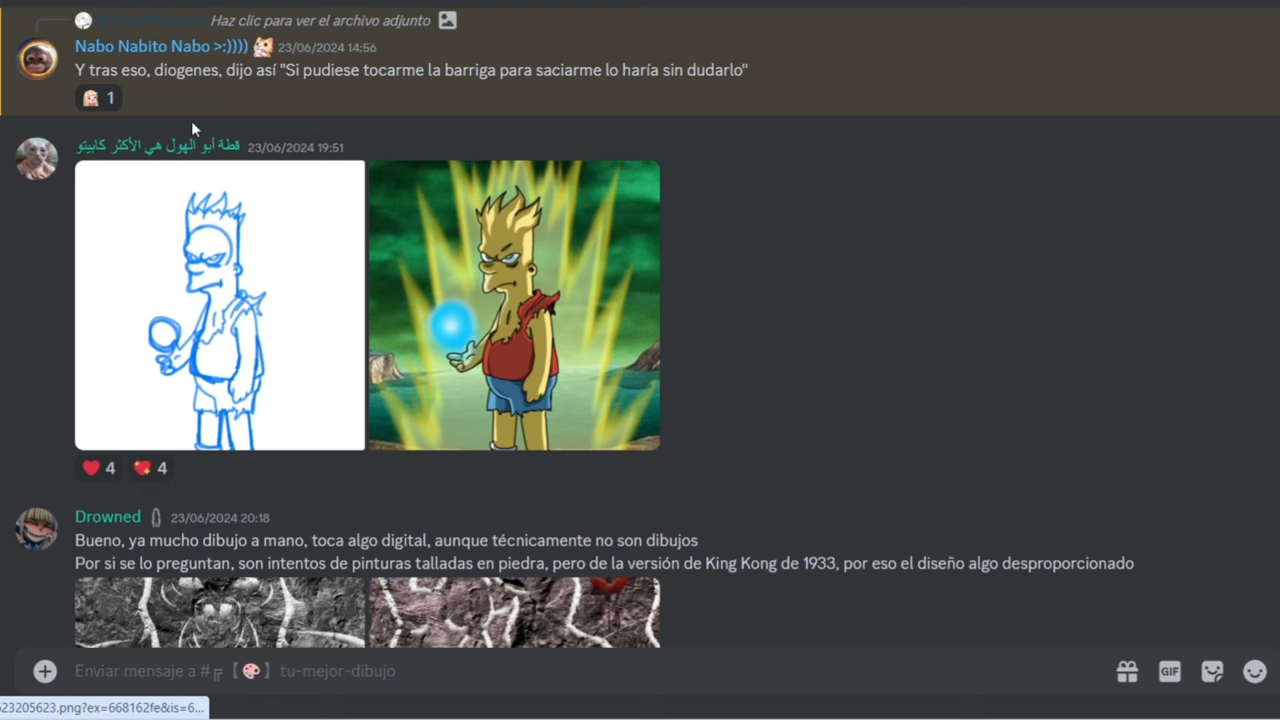 Haz clic para ver el archivo adjunto
Nabo Nabito Nabo >:)))) 23/06/2024 14:56
Y tras eso, diogenes, dijo así "Si pudiese tocarme la barriga para saciarme lo haría sin dudarlo"
1
قطة أبو الهول هي الأكثر كابيتو 23/06/2024 19:51
4 4
Drowned 23/06/2024 20:18
Bueno, ya mucho dibujo a mano, toca algo digital, aunque técnicamente no son dibujos
Por si se lo preguntan, son intentos de pinturas talladas en piedra, pero de la versión de King Kong de 1933, por eso el diseño algo desproporcionado
Enviar mensaje a #╔【🎨】tu-mejor-dibujo
GIF
623205623.png?ex=668162fe&is=6...